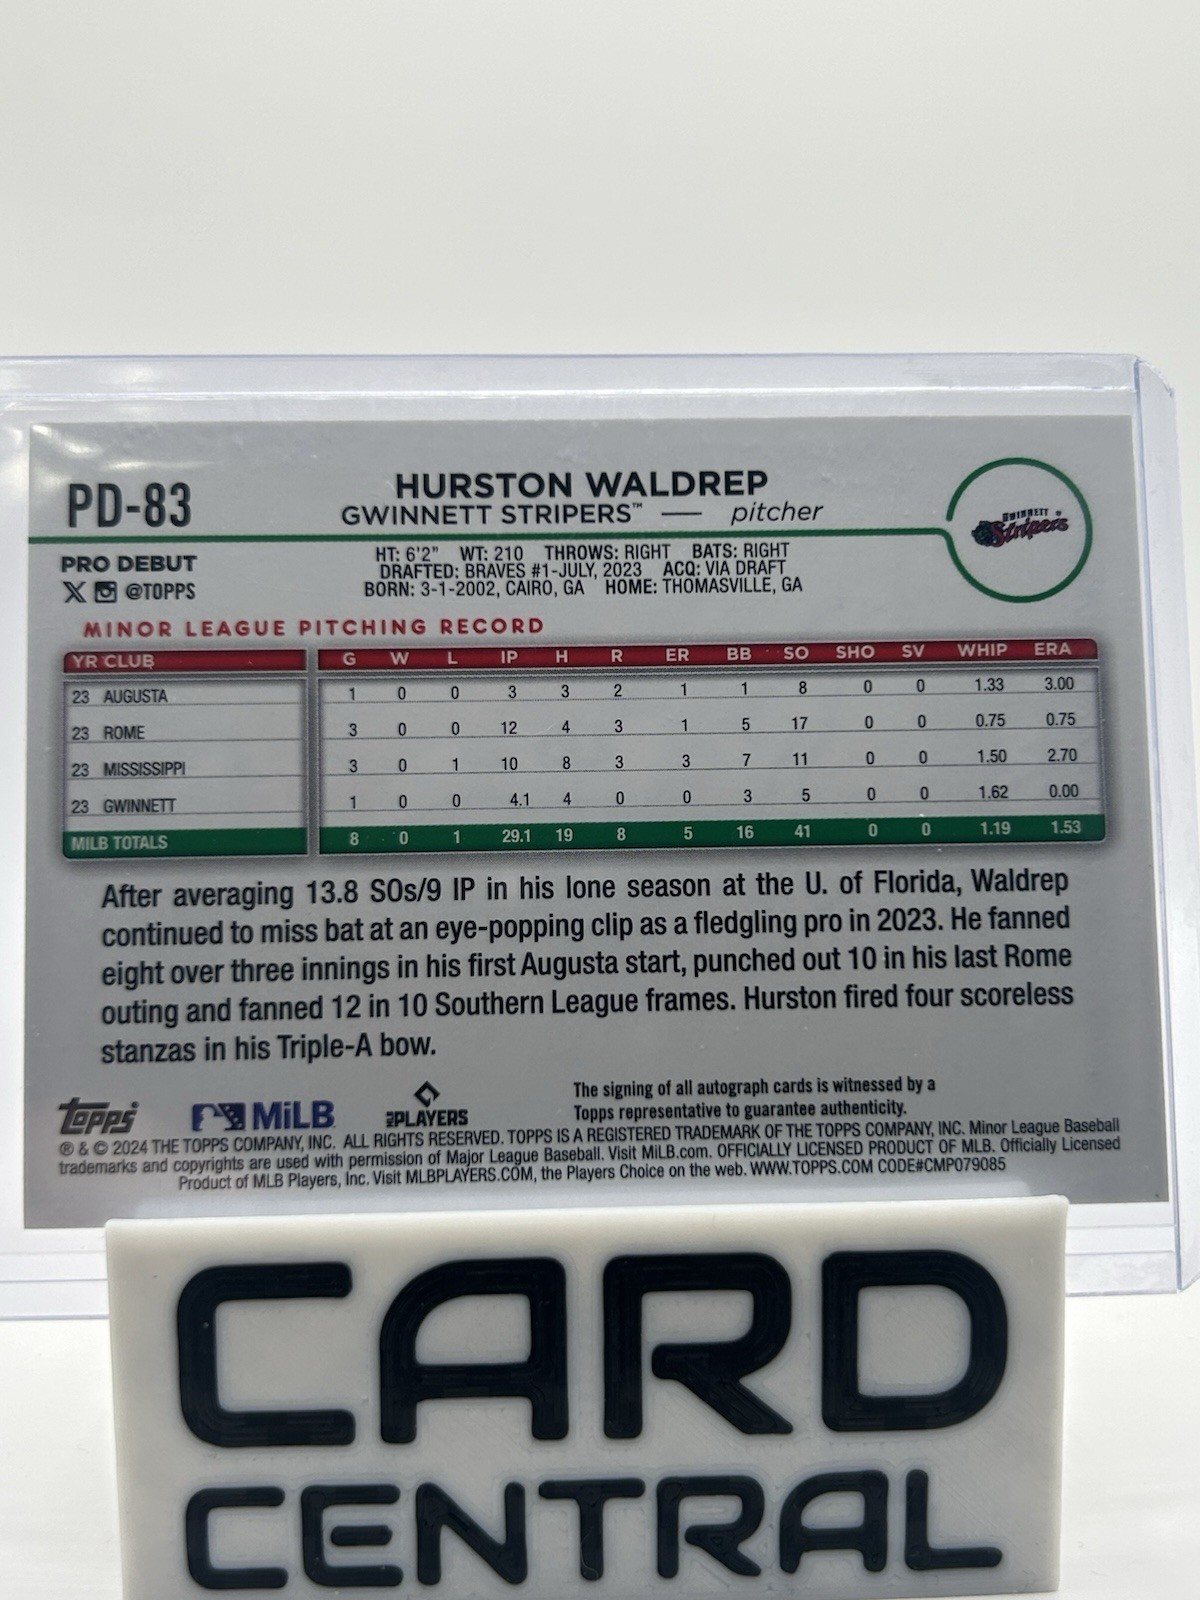 PD-83
HURSTON WALDREP
GWINNETT STRIPERS™ — pitcher
GWINNETT
Stripers
PRO DEBUT
@TOPPS
HT: 6'2" WT: 210 THROWS: RIGHT BATS: RIGHT
DRAFTED: BRAVES #1-JULY, 2023 ACQ: VIA DRAFT
BORN: 3-1-2002, CAIRO, GA HOME: THOMASVILLE, GA
MINOR LEAGUE PITCHING RECORD
YR CLUB G W L IP H R ER BB SO SHO SV WHIP ERA
23 AUGUSTA 1 0 0 3 3 2 1 1 8 0 0 1.33 3.00
23 ROME 3 0 0 12 4 3 1 5 17 0 0 0.75 0.75
23 MISSISSIPPI 3 0 1 10 8 3 3 7 11 0 0 1.50 2.70
23 GWINNETT 1 0 0 4.1 4 0 0 3 5 0 0 1.62 0.00
MILB TOTALS 8 0 1 29.1 19 8 5 16 41 0 0 1.19 1.53
After averaging 13.8 SOs/9 IP in his lone season at the U. of Florida, Waldrep
continued to miss bat at an eye-popping clip as a fledgling pro in 2023. He fanned
eight over three innings in his first Augusta start, punched out 10 in his last Rome
outing and fanned 12 in 10 Southern League frames. Hurston fired four scoreless
stanzas in his Triple-A bow.
Topps MiLB MLB PLAYERS
The signing of all autograph cards is witnessed by a
Topps representative to guarantee authenticity.
® & © 2024 THE TOPPS COMPANY, INC. ALL RIGHTS RESERVED. TOPPS IS A REGISTERED TRADEMARK OF THE TOPPS COMPANY, INC. Minor League Baseball
trademarks and copyrights are used with permission of Major League Baseball. Visit MiLB.com. OFFICIALLY LICENSED PRODUCT OF MLB. Officially Licensed
Product of MLB Players, Inc. Visit MLBPLAYERS.COM, the Players Choice on the web. WWW.TOPPS.COM CODE#CMP079085
CARD
CENTRAL